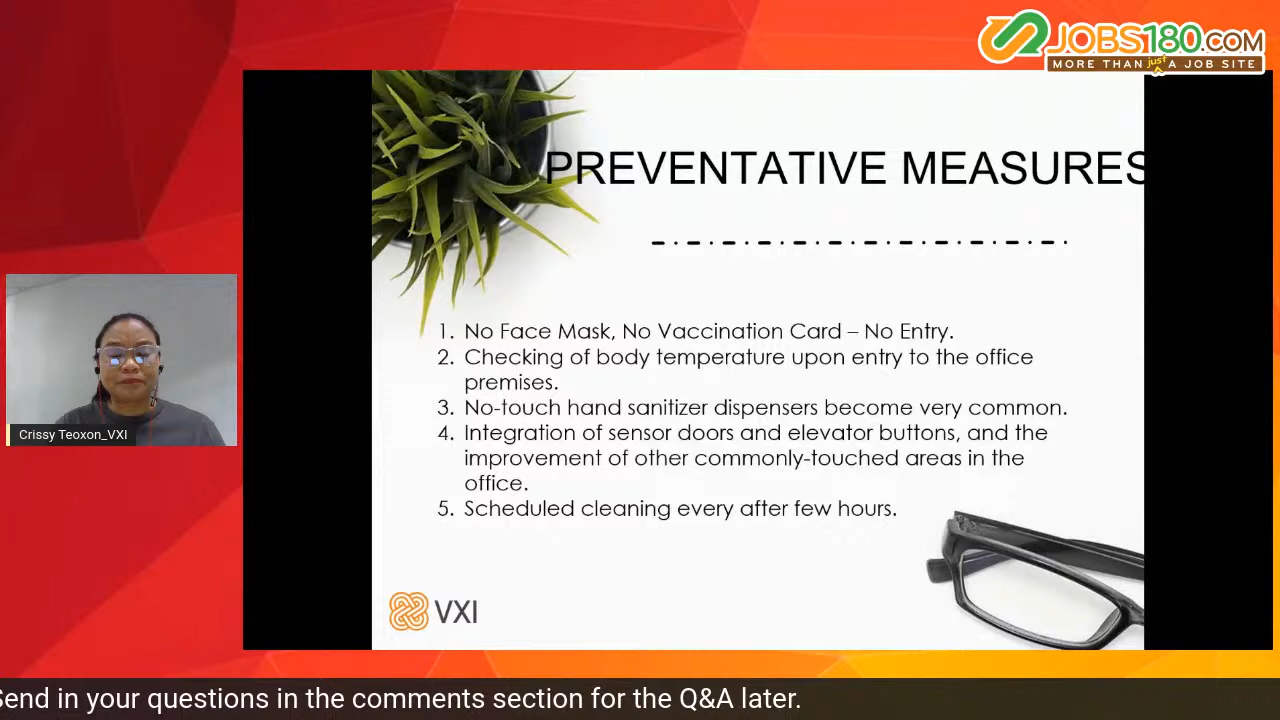 JOBS180.COM
MORE THAN just A JOB SITE
PREVENTATIVE MEASURES
1. No Face Mask, No Vaccination Card – No Entry.
2. Checking of body temperature upon entry to the office
premises.
3. No-touch hand sanitizer dispensers become very common.
4. Integration of sensor doors and elevator buttons, and the
improvement of other commonly-touched areas in the
office.
5. Scheduled cleaning every after few hours.
Crissy Teoxon_VXI
VXI
Send in your questions in the comments section for the Q&A later.